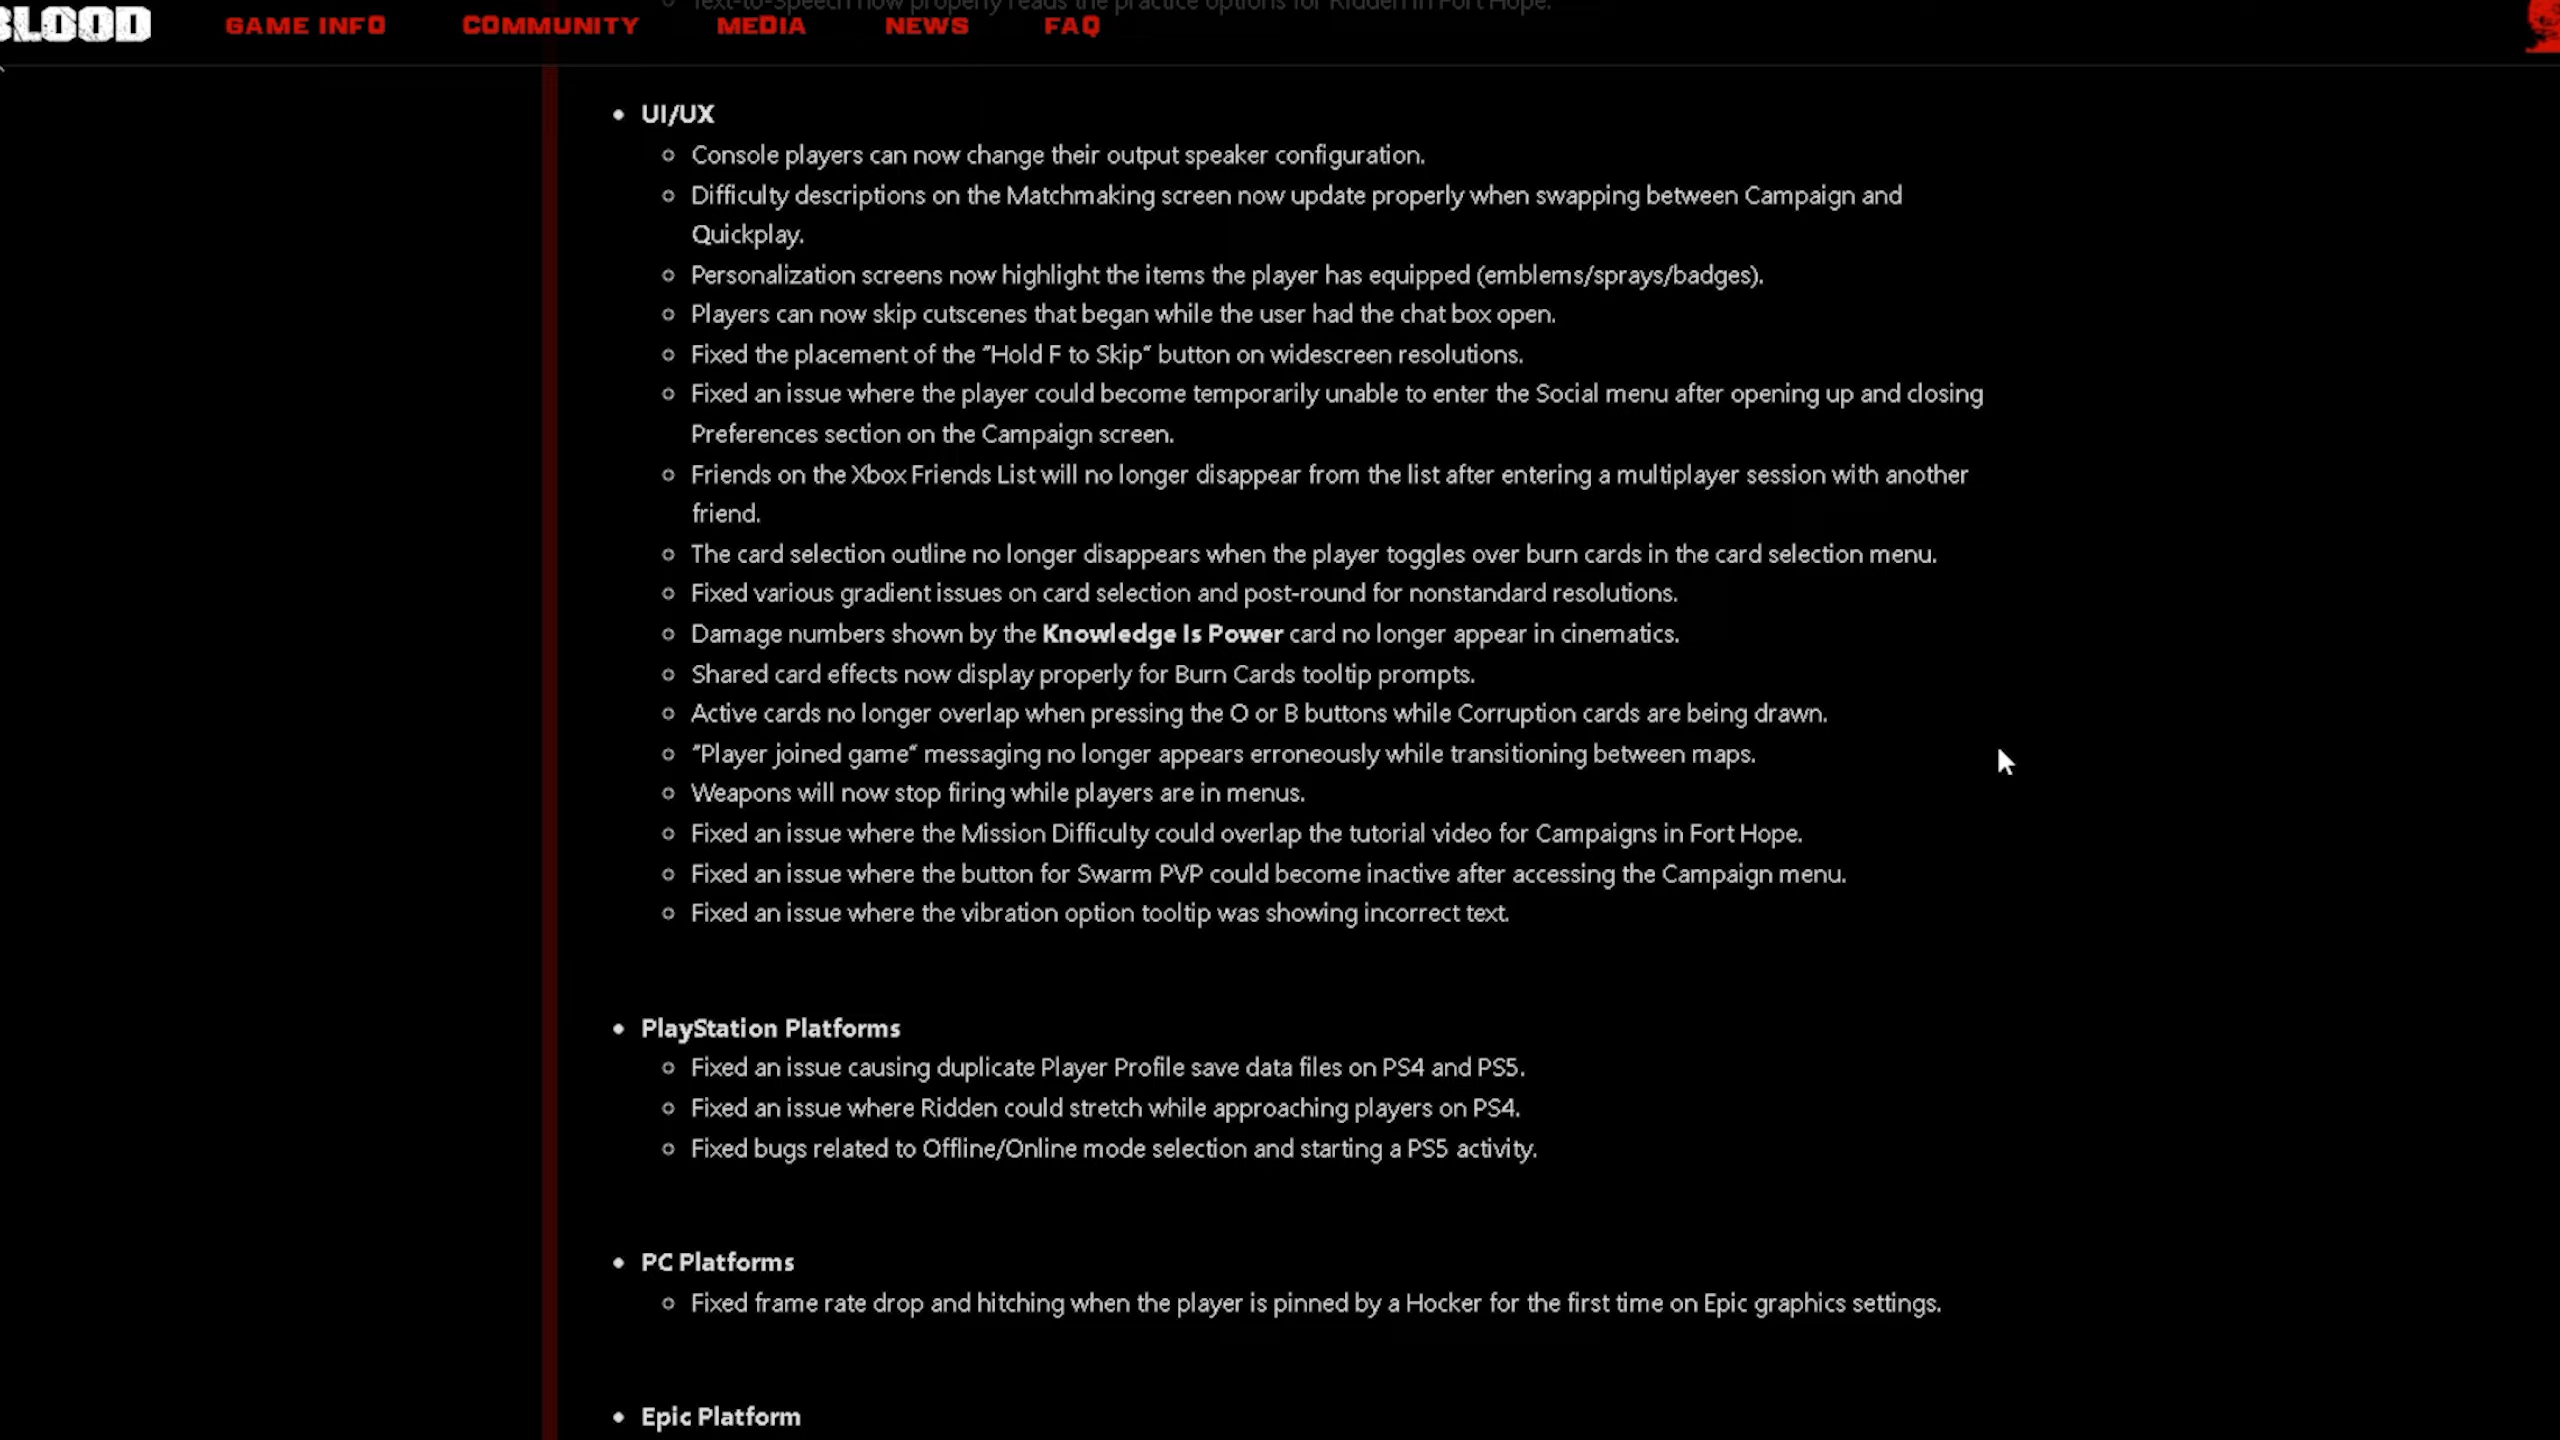 Text-to-Speech now properly reads the practice options for Ridden in Fort Hope.
BLOOD
GAME INFO
COMMUNITY
MEDIA
NEWS
FAQ
UI/UX
Console players can now change their output speaker configuration.
Difficulty descriptions on the Matchmaking screen now update properly when swapping between Campaign and
Quickplay.
Personalization screens now highlight the items the player has equipped (emblems/sprays/badges).
Players can now skip cutscenes that began while the user had the chat box open.
Fixed the placement of the "Hold F to Skip" button on widescreen resolutions.
Fixed an issue where the player could become temporarily unable to enter the Social menu after opening up and closing
Preferences section on the Campaign screen.
Friends on the Xbox Friends List will no longer disappear from the list after entering a multiplayer session with another
friend.
The card selection outline no longer disappears when the player toggles over burn cards in the card selection menu.
Fixed various gradient issues on card selection and post-round for nonstandard resolutions.
Damage numbers shown by the Knowledge Is Power card no longer appear in cinematics.
Shared card effects now display properly for Burn Cards tooltip prompts.
Active cards no longer overlap when pressing the O or B buttons while Corruption cards are being drawn.
"Player joined game" messaging no longer appears erroneously while transitioning between maps.
Weapons will now stop firing while players are in menus.
Fixed an issue where the Mission Difficulty could overlap the tutorial video for Campaigns in Fort Hope.
Fixed an issue where the button for Swarm PVP could become inactive after accessing the Campaign menu.
Fixed an issue where the vibration option tooltip was showing incorrect text.
PlayStation Platforms
Fixed an issue causing duplicate Player Profile save data files on PS4 and PS5.
Fixed an issue where Ridden could stretch while approaching players on PS4.
Fixed bugs related to Offline/Online mode selection and starting a PS5 activity.
PC Platforms
Fixed frame rate drop and hitching when the player is pinned by a Hocker for the first time on Epic graphics settings.
Epic Platform